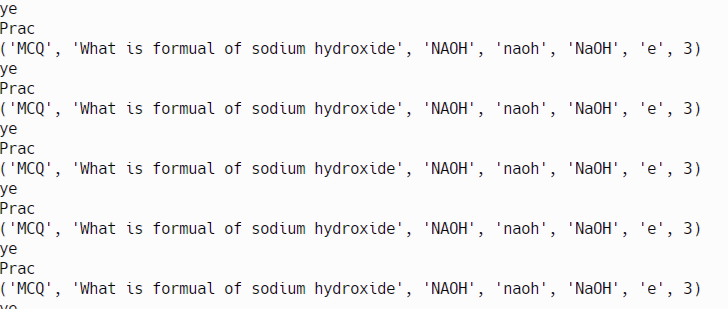 ye
Prac
('MCQ', 'What is formual of sodium hydroxide', 'NAOH', 'naoh', 'NaOH', 'e', 3)
ye
Prac
('MCQ', 'What is formual of sodium hydroxide', 'NAOH', 'naoh', 'NaOH', 'e', 3)
ye
Prac
('MCQ', 'What is formual of sodium hydroxide', 'NAOH', 'naoh', 'NaOH', 'e', 3)
ye
Prac
('MCQ', 'What is formual of sodium hydroxide', 'NAOH', 'naoh', 'NaOH', 'e', 3)
ye
Prac
('MCQ', 'What is formual of sodium hydroxide', 'NAOH', 'naoh', 'NaOH', 'e', 3)
ye